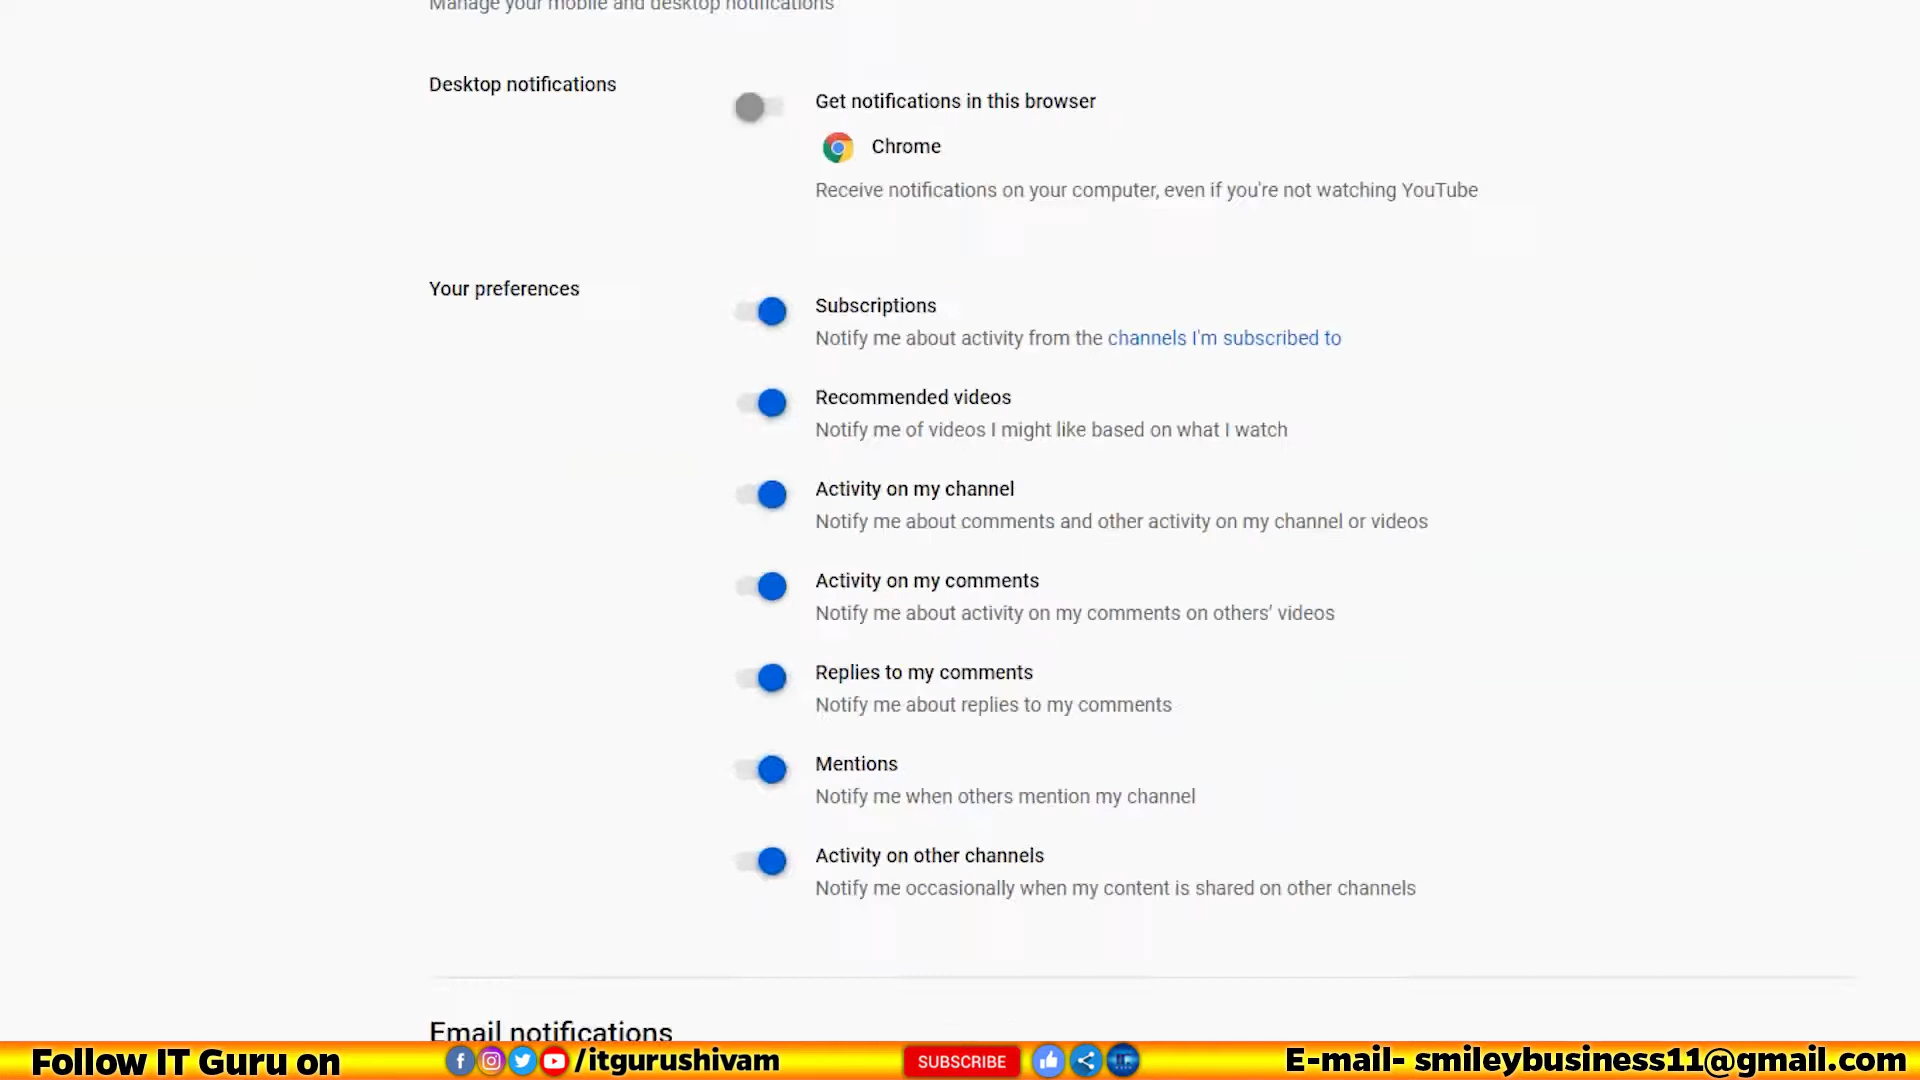 Manage your mobile and desktop notifications
Desktop notifications
Get notifications in this browser
Chrome
Receive notifications on your computer, even if you're not watching YouTube
Your preferences
Subscriptions
Notify me about activity from the channels I'm subscribed to
Recommended videos
Notify me of videos I might like based on what I watch
Activity on my channel
Notify me about comments and other activity on my channel or videos
Activity on my comments
Notify me about activity on my comments on others' videos
Replies to my comments
Notify me about replies to my comments
Mentions
Notify me when others mention my channel
Activity on other channels
Notify me occasionally when my content is shared on other channels
Email notifications
Follow IT Guru on /itgurushivam SUBSCRIBE E-mail- smileybusiness11@gmail.com